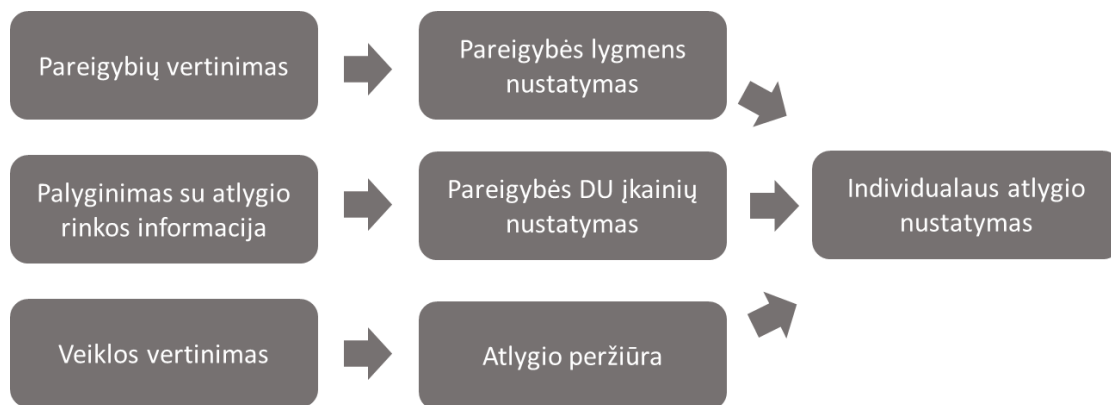 Pareigybių vertinimas
Pareigybės lygmens
nustatymas
Palyginimas su atlygio
rinkos informacija
Pareigybės DU įkainių
nustatymas
Individualaus atlygio
nustatymas
Veiklos vertinimas
Atlygio peržiūra